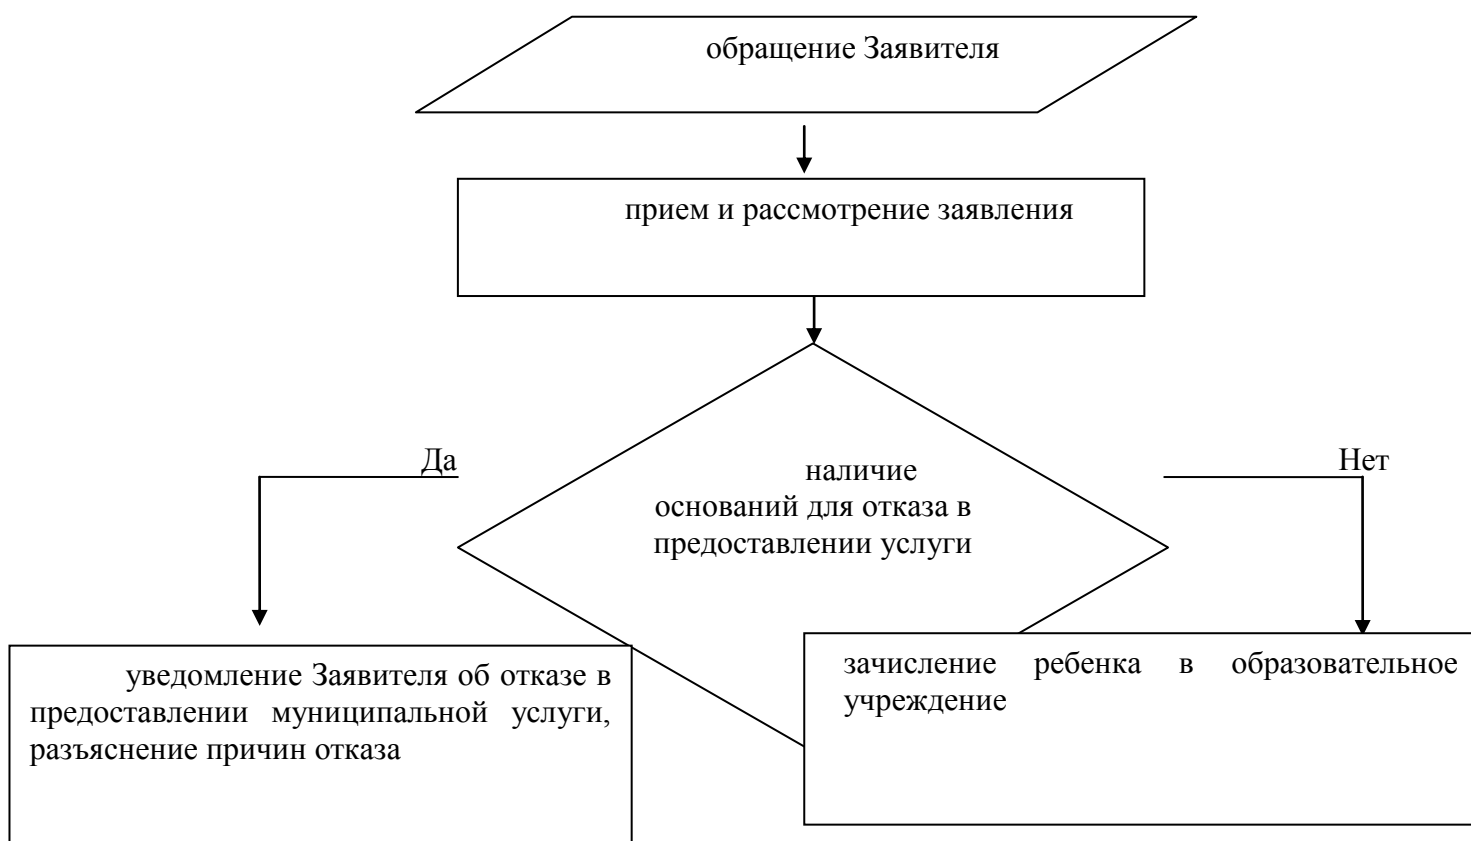 обращение Заявителя
прием и рассмотрение заявления
Да
Нет
наличие
оснований для отказа в
предоставлении услуги
уведомление Заявителя об отказе в
предоставлении муниципальной услуги,
разъяснение причин отказа
зачисление ребенка в образовательное
учреждение